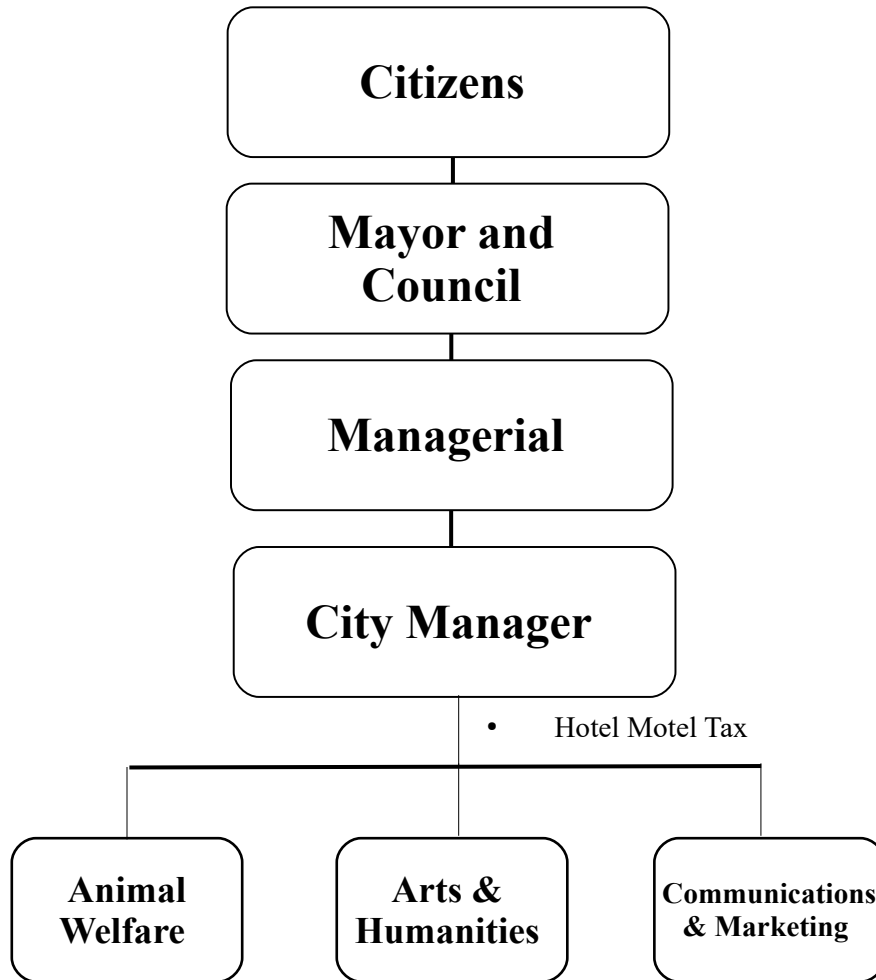 Citizens
Mayor and
Council
Managerial
City Manager
• Hotel Motel Tax
Animal
Welfare
Arts &
Humanities
Communications
& Marketing